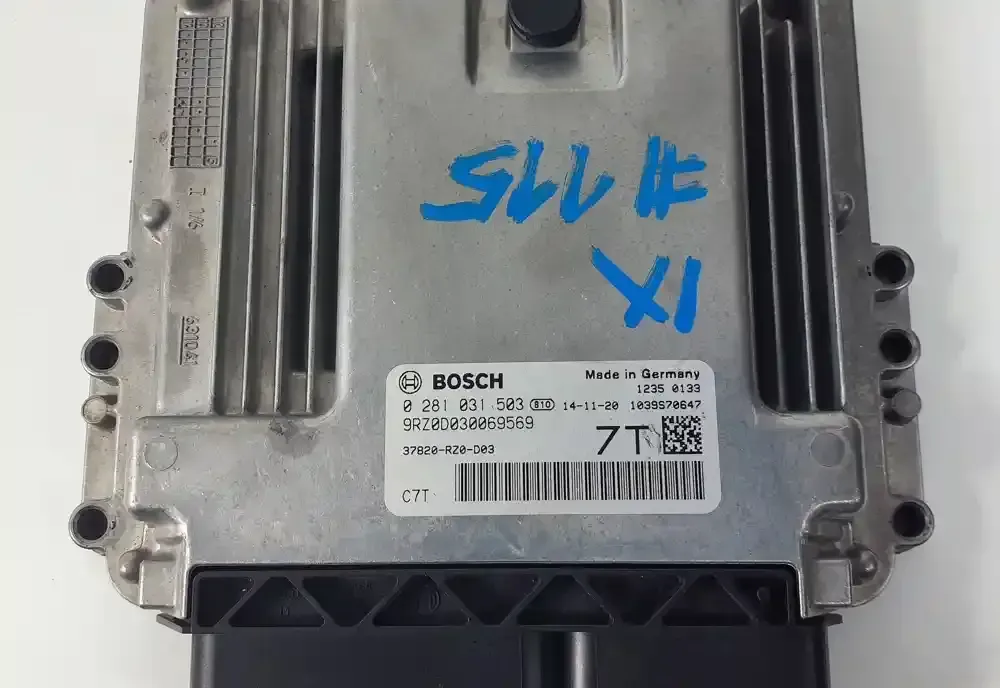 #115
IX
BOSCH Made in Germany
1235 0133
0 281 031 503 B10 14-11-20 1039S70647
9RZ0D030069569
7T
37820-RZ0-D03
C7T